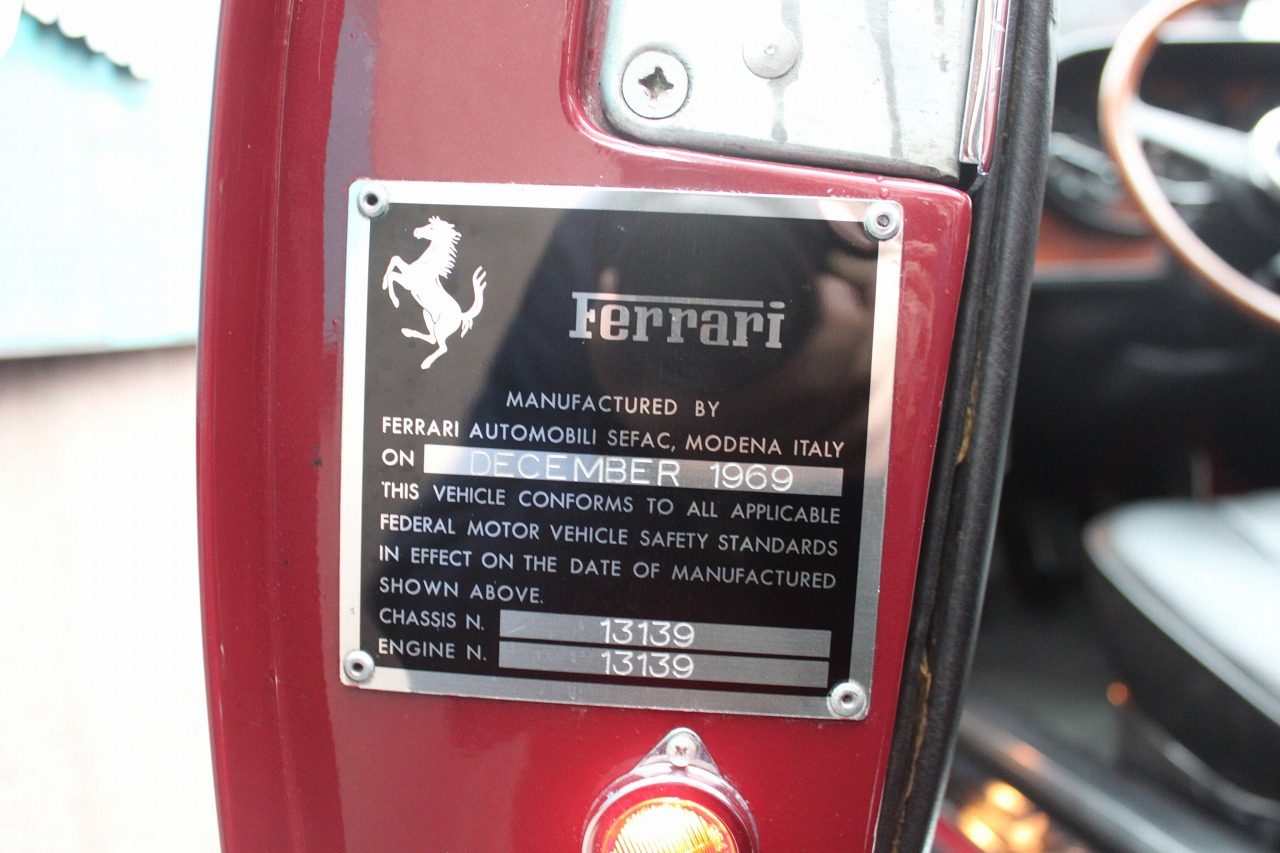 Ferrari
MANUFACTURED BY
FERRARI AUTOMOBILI SEFAC, MODENA ITALY
ON DECEMBER 1969
THIS VEHICLE CONFORMS TO ALL APPLICABLE
FEDERAL MOTOR VEHICLE SAFETY STANDARDS
IN EFFECT ON THE DATE OF MANUFACTURED
SHOWN ABOVE.
CHASSIS N. 13139
ENGINE N. 13139